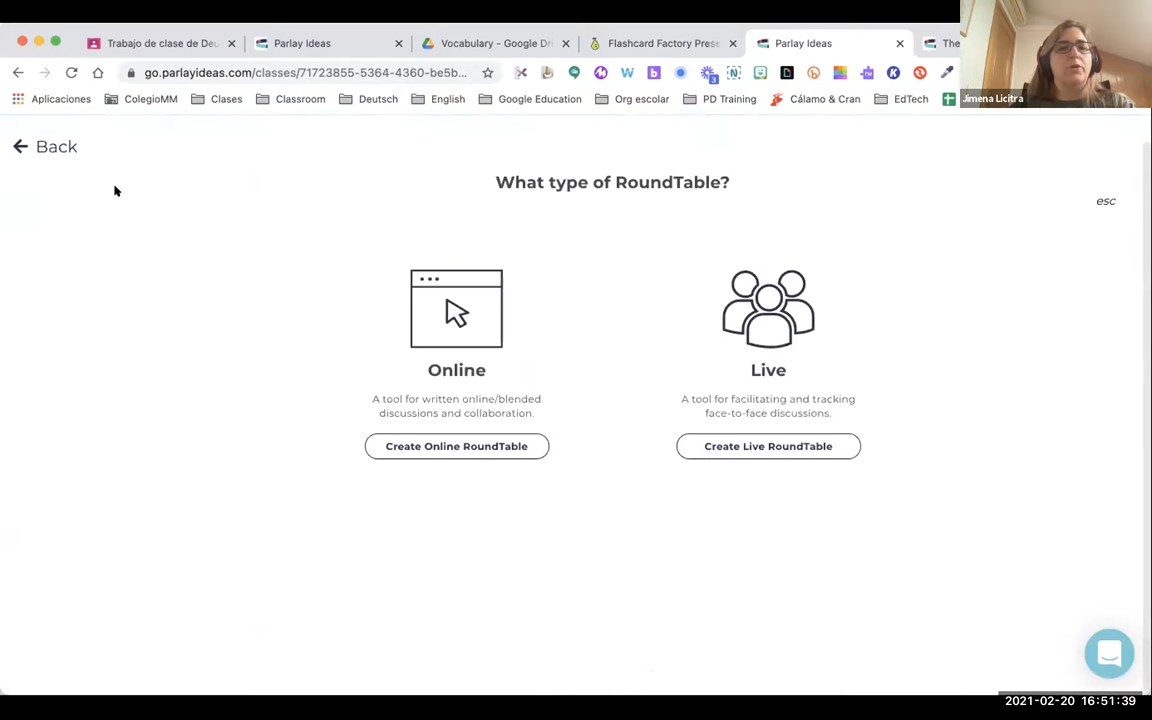 Trabajo de clase de Deu
Parlay Ideas
Vocabulary - Google Dr
Flashcard Factory Prese
Parlay Ideas
The
go.parlayideas.com/classes/71723855-5364-4360-be5b...
Aplicaciones
ColegioMM
Clases
Classroom
Deutsch
English
Google Education
Org escolar
PD Training
Cálamo & Cran
EdTech
Jimena Licitra
Back
What type of RoundTable?
esc
Online
A tool for written online/blended
discussions and collaboration.
Create Online RoundTable
Live
A tool for facilitating and tracking
face-to-face discussions.
Create Live RoundTable
2021-02-20 16:51:39